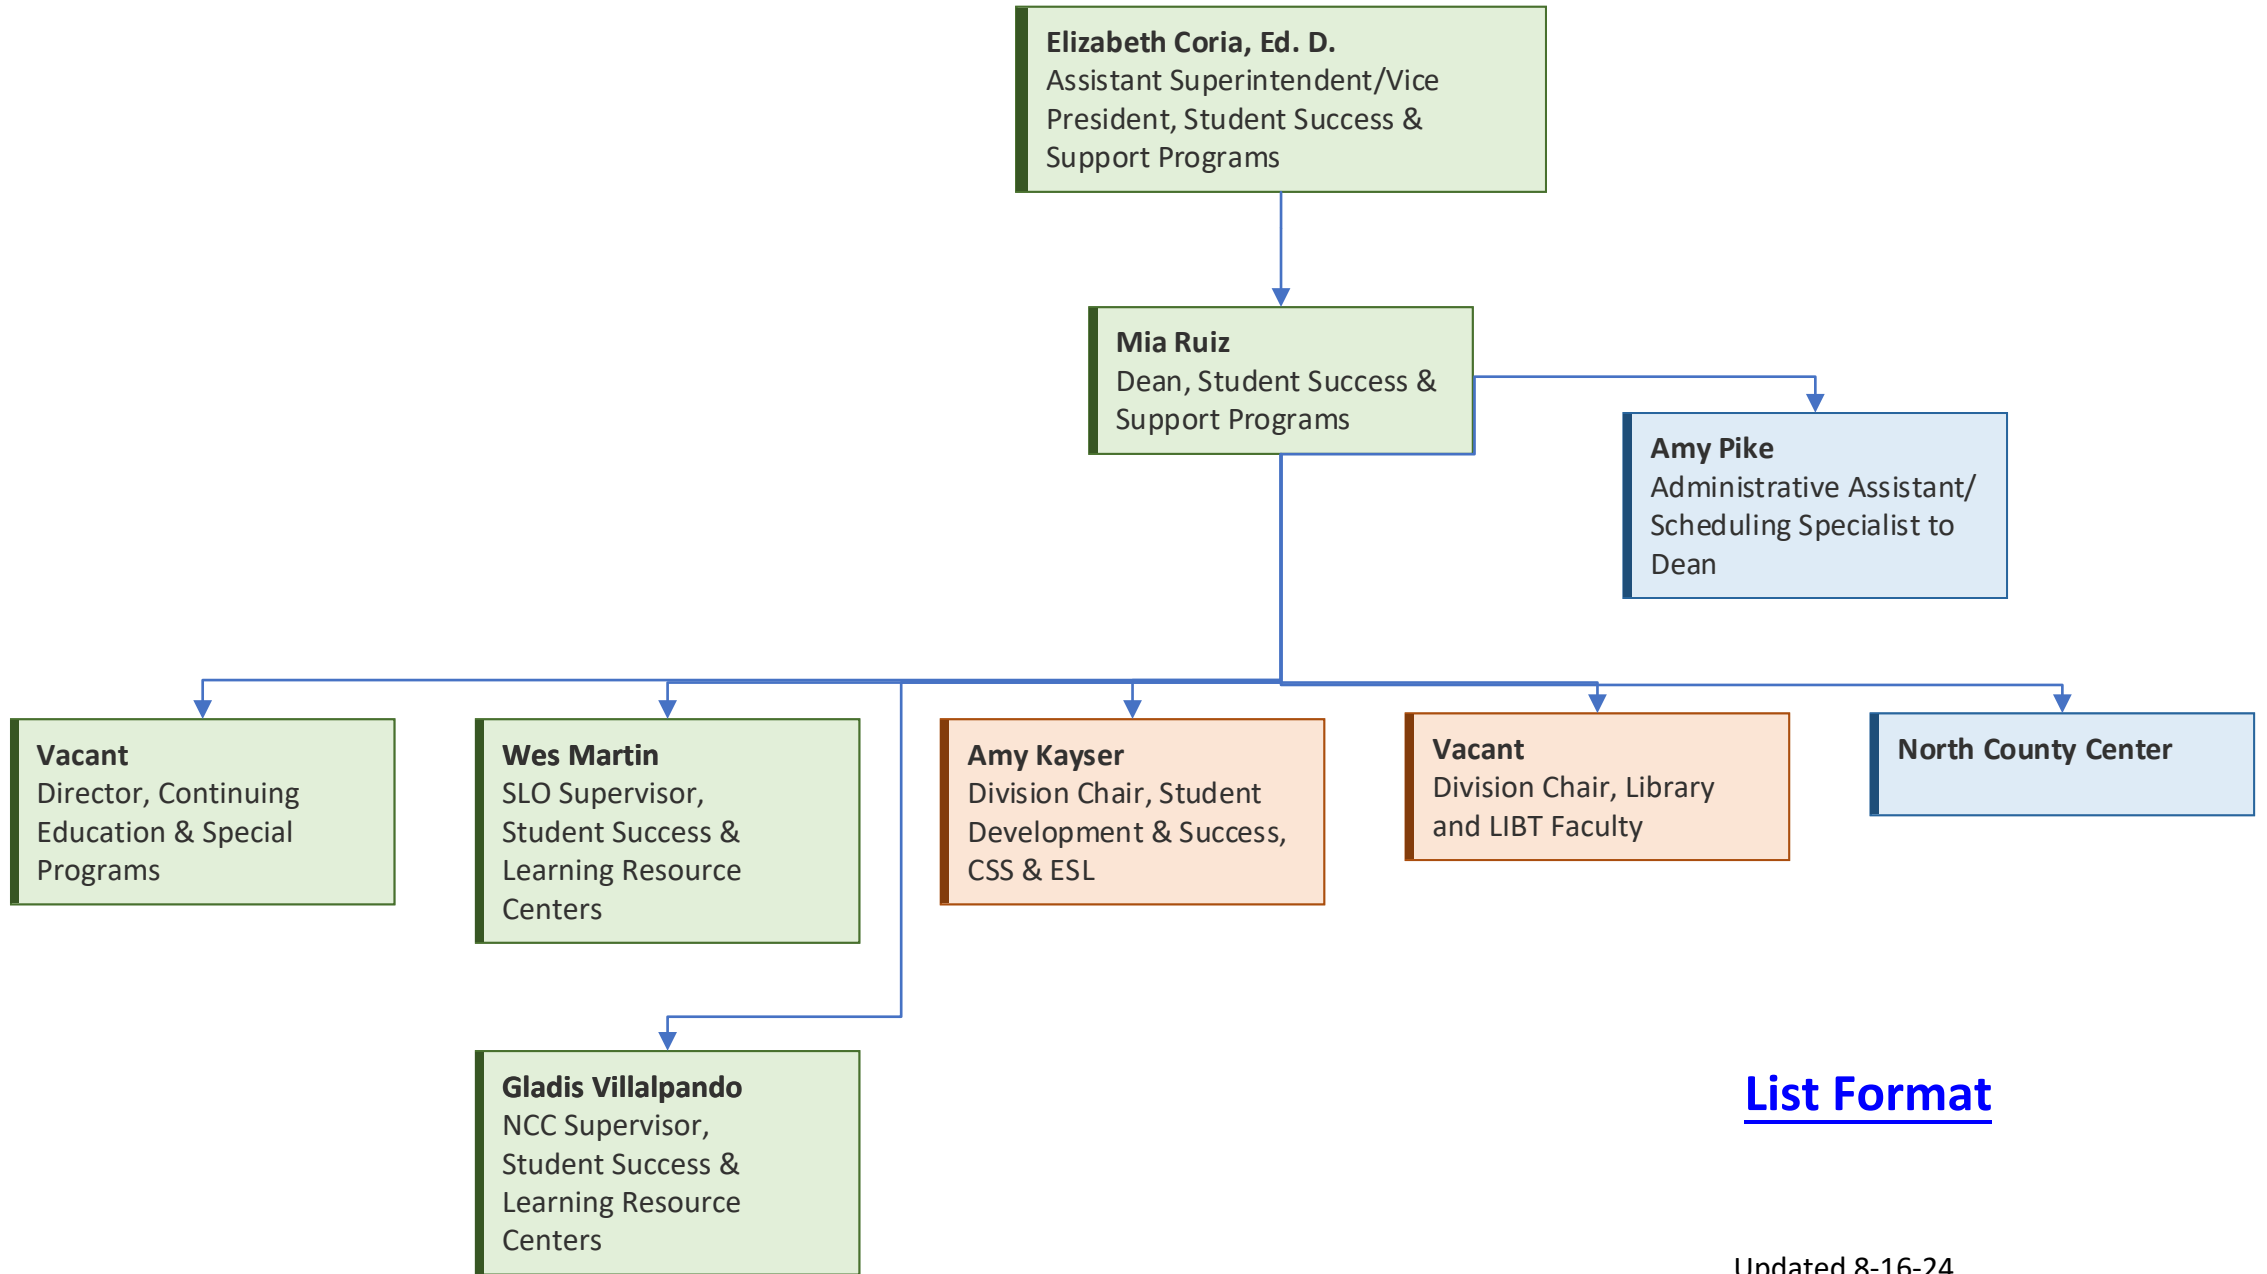 Elizabeth Coria, Ed. D.
Assistant Superintendent/Vice
President, Student Success &
Support Programs
Mia Ruiz
Dean, Student Success &
Support Programs
Amy Pike
Administrative Assistant/
Scheduling Specialist to
Dean
Vacant
Director, Continuing
Education & Special
Programs
Wes Martin
SLO Supervisor,
Student Success &
Learning Resource
Centers
Amy Kayser
Division Chair, Student
Development & Success,
CSS & ESL
Vacant
Division Chair, Library
and LIBT Faculty
North County Center
Gladis Villalpando
NCC Supervisor,
Student Success &
Learning Resource
Centers
List Format
Updated 8-16-24